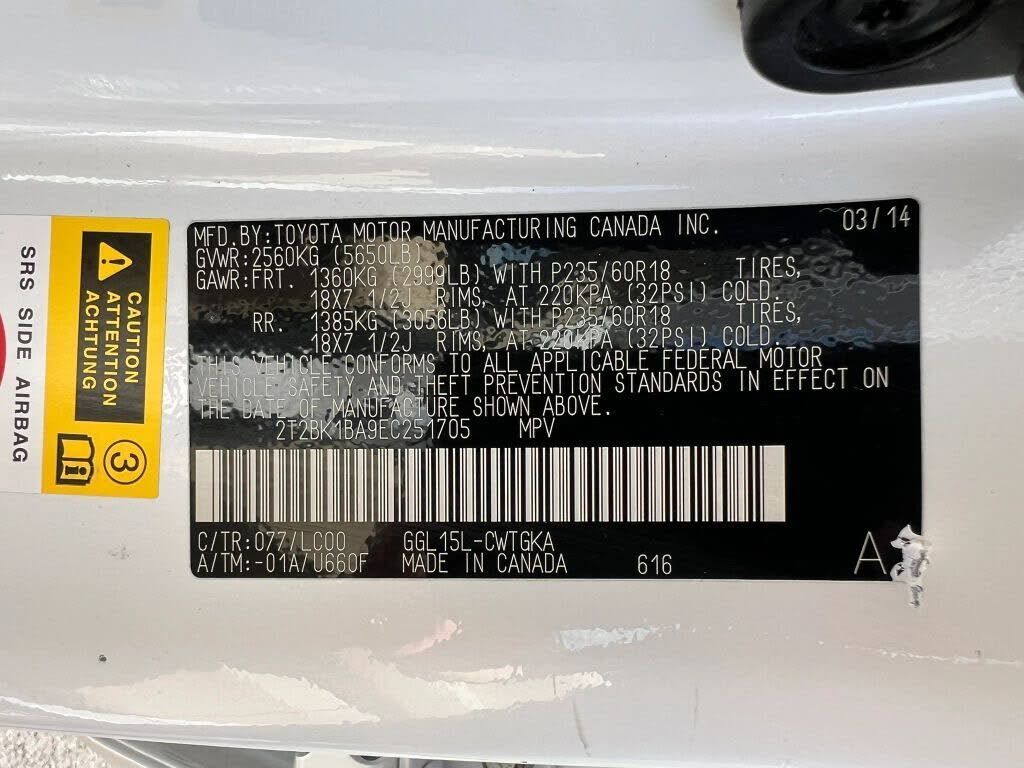 MFD.BY:TOYOTA MOTOR MANUFACTURING CANADA INC. 03/14
GVWR:2560KG (5650LB)
GAWR:FRT. 1360KG (2999LB) WITH P235/60R18 TIRES,
18X7 1/2J RIMS, AT 220KPA (32PSI) COLD.
RR. 1385KG (3056LB) WITH P235/60R18 TIRES,
18X7 1/2J RIMS, AT 220KPA (32PSI) COLD.
THIS VEHICLE CONFORMS TO ALL APPLICABLE FEDERAL MOTOR
VEHICLE SAFETY AND THEFT PREVENTION STANDARDS IN EFFECT ON
THE DATE OF MANUFACTURE SHOWN ABOVE.
2T2BK1BA9EC251705 MPV
C/TR:077/LC00 GGL15L-CWTGKA
A/TM:-01A/U660F MADE IN CANADA 616
A
CAUTION
ATTENTION
ACHTUNG
3
SRS SIDE AIRBAG